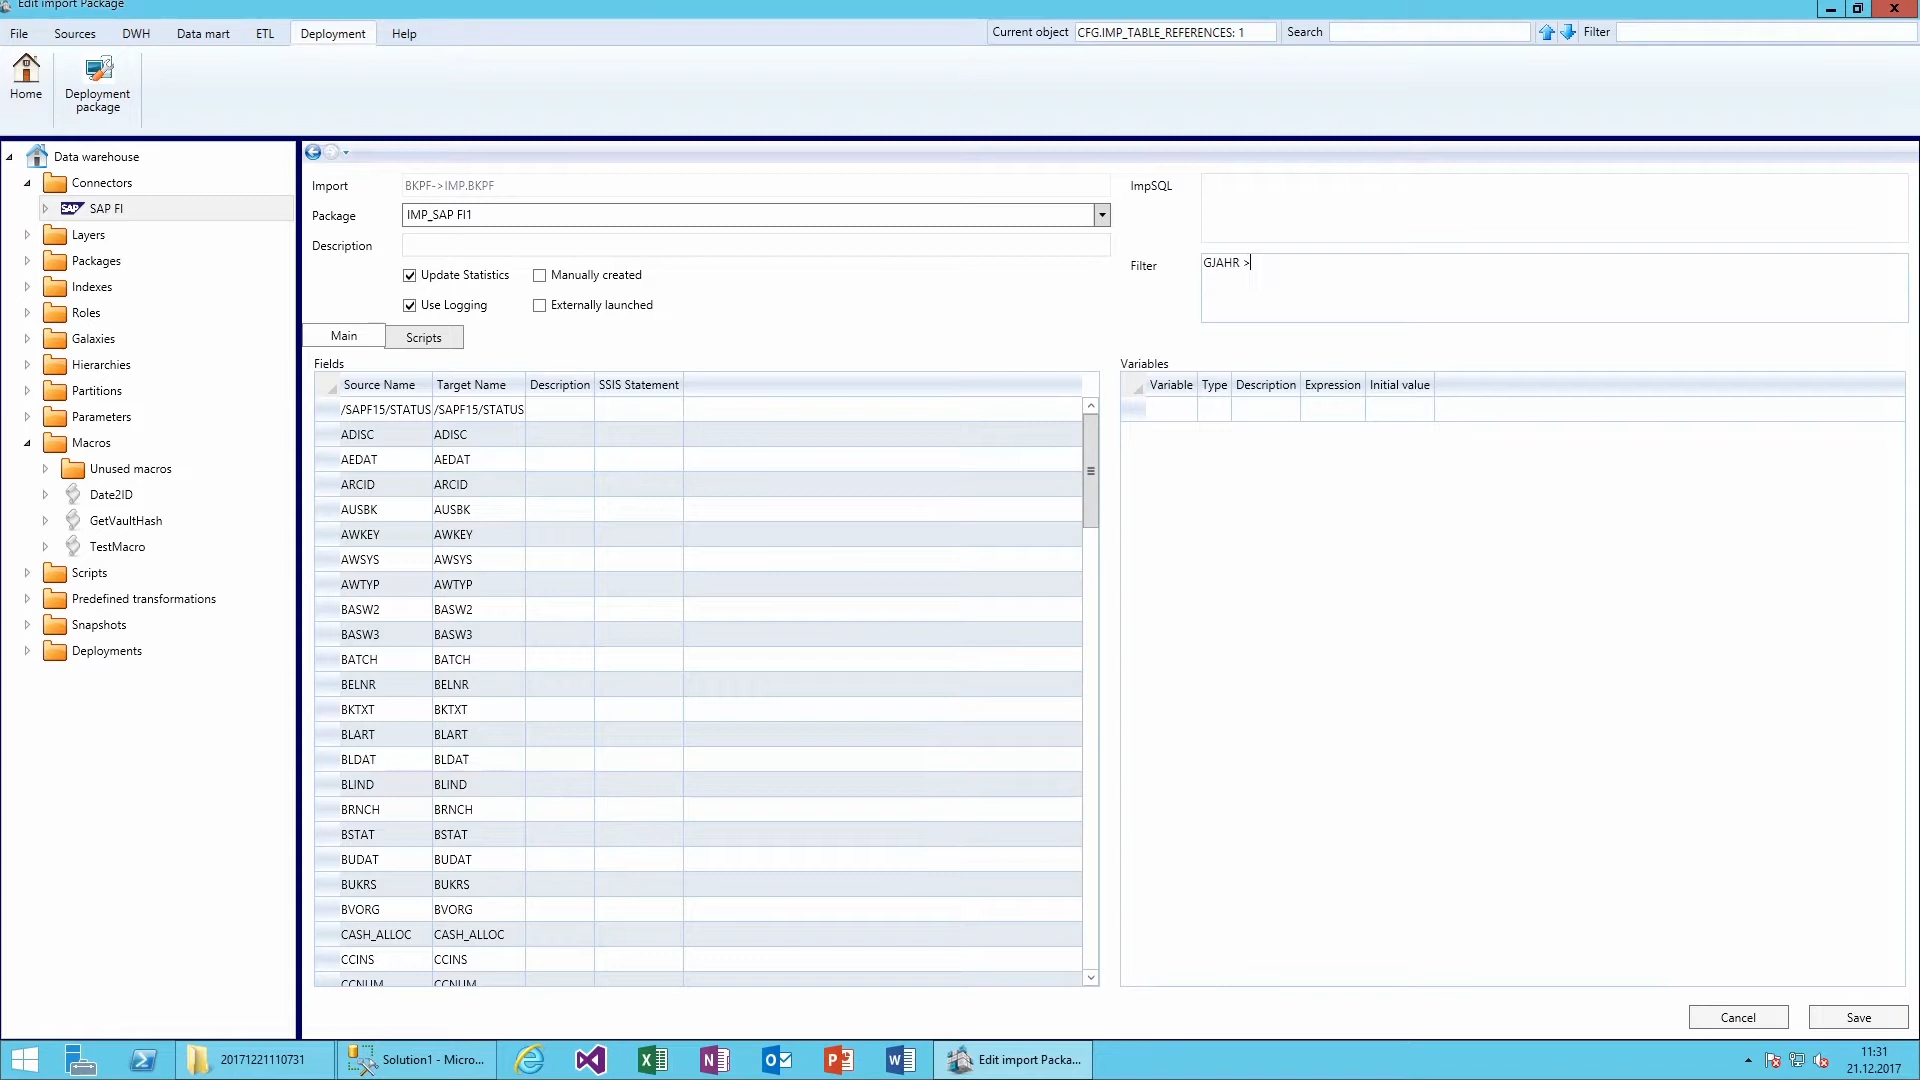 Edit Import Package
File Sources DWH Data mart ETL Deployment Help
Current object CFG.IMP_TABLE_REFERENCES: 1 Search Filter
Home
Deployment
package
Data warehouse
Connectors
SAP SAP FI
Layers
Packages
Indexes
Roles
Galaxies
Hierarchies
Partitions
Parameters
Macros
Unused macros
Date2ID
GetVaultHash
TestMacro
Scripts
Predefined transformations
Snapshots
Deployments
Import BKPF->IMP.BKPF
Package IMP_SAP FI1
Description
Update Statistics Manually created
Use Logging Externally launched
ImpSQL
Filter GJAHR >
Main Scripts
Fields
Source Name Target Name Description SSIS Statement
/SAPF15/STATUS /SAPF15/STATUS
ADISC ADISC
AEDAT AEDAT
ARCID ARCID
AUSBK AUSBK
AWKEY AWKEY
AWSYS AWSYS
AWTYP AWTYP
BASW2 BASW2
BASW3 BASW3
BATCH BATCH
BELNR BELNR
BKTXT BKTXT
BLART BLART
BLDAT BLDAT
BLIND BLIND
BRNCH BRNCH
BSTAT BSTAT
BUDAT BUDAT
BUKRS BUKRS
BVORG BVORG
CASH_ALLOC CASH_ALLOC
CCINS CCINS
CCNUM CCNUM
Variables
Variable Type Description Expression Initial value
Cancel Save
20171221110731
Solution1 - Micro...
Edit import Packa...
11:31
21.12.2017